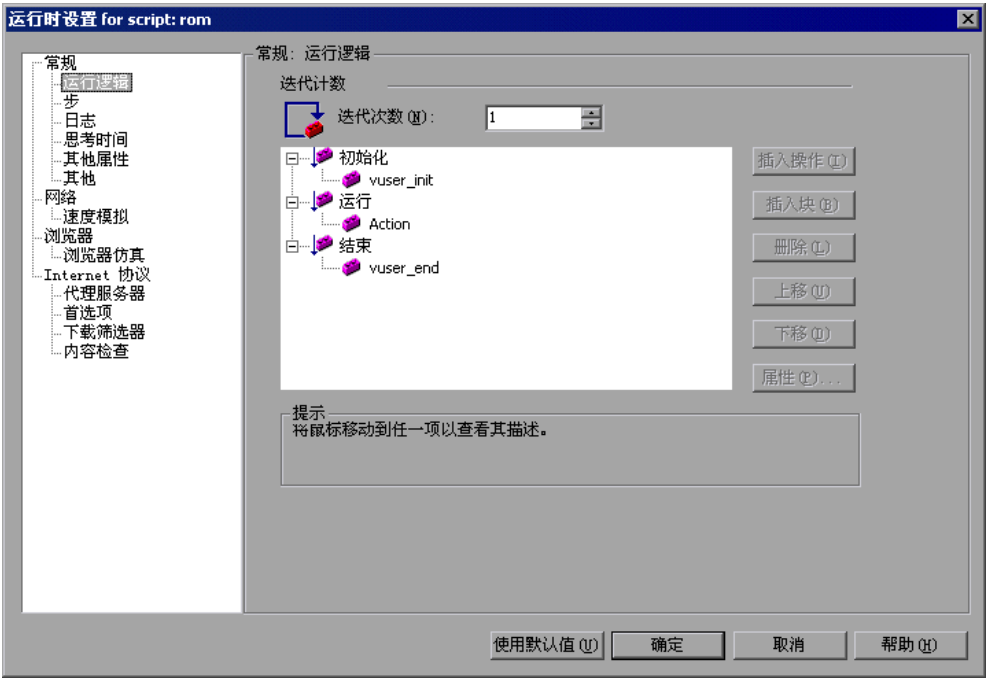 运行时设置 for script: rom
常规
运行逻辑
步
日志
思考时间
其他属性
其他
网络
速度模拟
浏览器
浏览器仿真
Internet 协议
代理服务器
首选项
下载筛选器
内容检查
常规: 运行逻辑
迭代计数
迭代次数(N):
1
初始化
vuser_init
运行
Action
结束
vuser_end
插入操作(I)
插入块(B)
删除(L)
上移(U)
下移(D)
属性(P)...
提示
将鼠标移动到任一项以查看其描述。
使用默认值(U)
确定
取消
帮助(H)